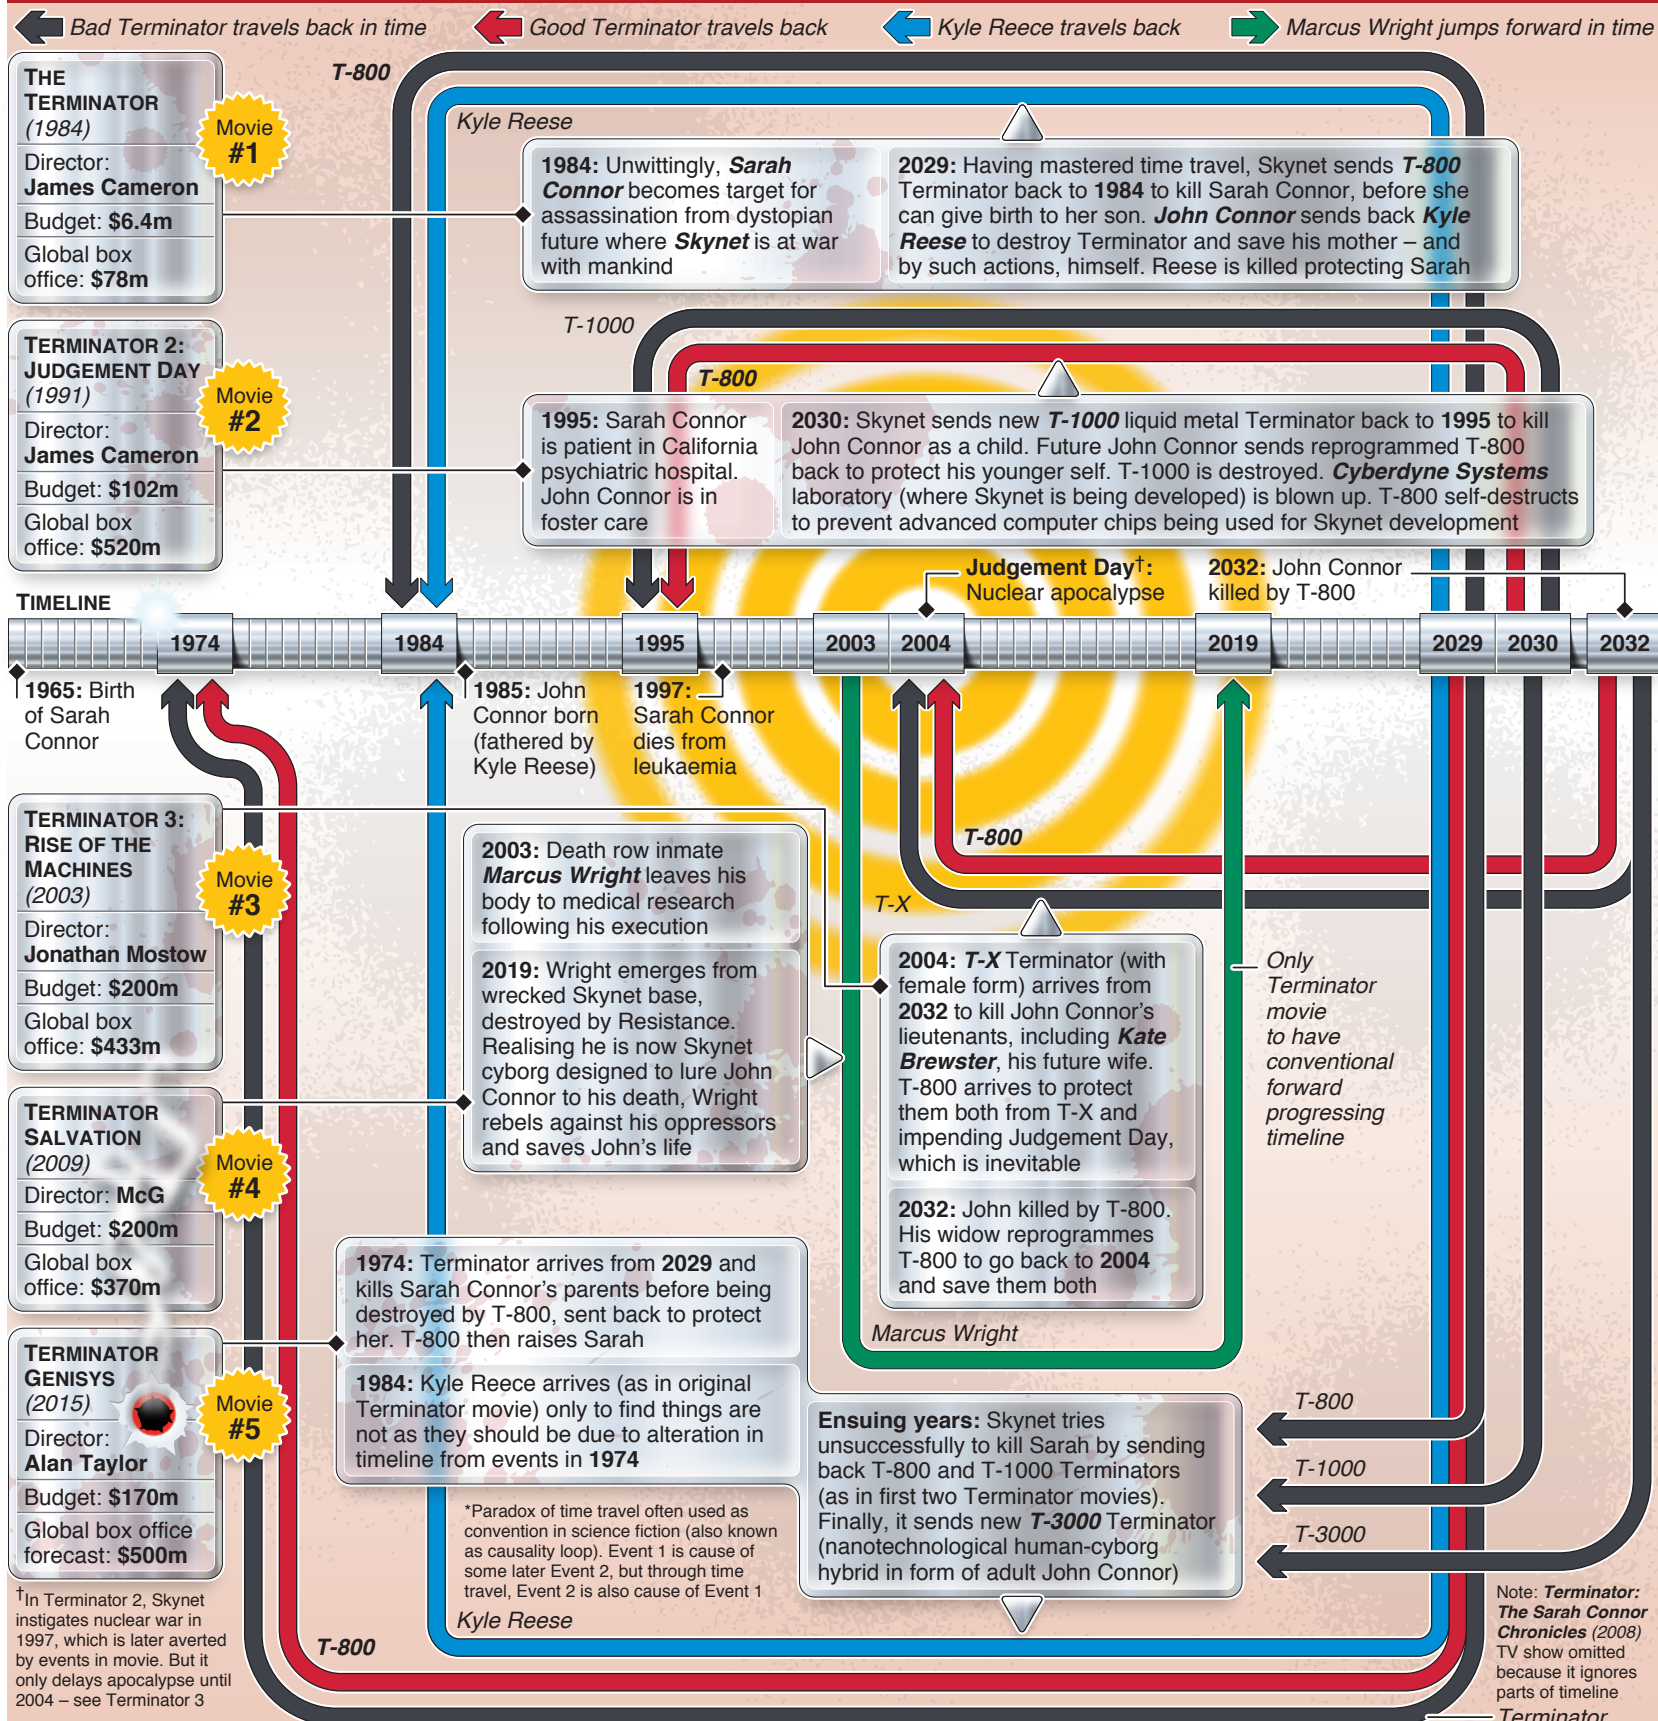 Bad Terminator travels back in time
Good Terminator travels back
Kyle Reece travels back
Marcus Wright jumps forward in time
THE
TERMINATOR
(1984)
Director:
James Cameron
Budget: $6.4m
Global box
office: $78m
Movie
#1
T-800
Kyle Reese
1984: Unwittingly, Sarah
Connor becomes target for
assassination from dystopian
future where Skynet is at war
with mankind
2029: Having mastered time travel, Skynet sends T-800
Terminator back to 1984 to kill Sarah Connor, before she
can give birth to her son. John Connor sends back Kyle
Reese to destroy Terminator and save his mother – and
by such actions, himself. Reese is killed protecting Sarah
TERMINATOR 2:
JUDGEMENT DAY
(1991)
Director:
James Cameron
Budget: $102m
Global box
office: $520m
Movie
#2
T-1000
T-800
1995: Sarah Connor
is patient in California
psychiatric hospital.
John Connor is in
foster care
2030: Skynet sends new T-1000 liquid metal Terminator back to 1995 to kill
John Connor as a child. Future John Connor sends reprogrammed T-800
back to protect his younger self. T-1000 is destroyed. Cyberdyne Systems
laboratory (where Skynet is being developed) is blown up. T-800 self-destructs
to prevent advanced computer chips being used for Skynet development
Judgement Day†:
Nuclear apocalypse
2032: John Connor
killed by T-800
TIMELINE
1974
1984
1995
2003
2004
2019
2029
2030
2032
1965: Birth
of Sarah
Connor
1985: John
Connor born
(fathered by
Kyle Reese)
1997:
Sarah Connor
dies from
leukaemia
TERMINATOR 3:
RISE OF THE
MACHINES
(2003)
Director:
Jonathan Mostow
Budget: $200m
Global box
office: $433m
Movie
#3
T-800
T-X
2003: Death row inmate
Marcus Wright leaves his
body to medical research
following his execution
2019: Wright emerges from
wrecked Skynet base,
destroyed by Resistance.
Realising he is now Skynet
cyborg designed to lure John
Connor to his death, Wright
rebels against his oppressors
and saves John's life
2004: T-X Terminator (with
female form) arrives from
2032 to kill John Connor's
lieutenants, including Kate
Brewster, his future wife.
T-800 arrives to protect
them both from T-X and
impending Judgement Day,
which is inevitable
2032: John killed by T-800.
His widow reprogrammes
T-800 to go back to 2004
and save them both
Only
Terminator
movie
to have
conventional
forward
progressing
timeline
TERMINATOR
SALVATION
(2009)
Director: McG
Budget: $200m
Global box
office: $370m
Movie
#4
Marcus Wright
TERMINATOR
GENISYS
(2015)
Director:
Alan Taylor
Budget: $170m
Global box office
forecast: $500m
Movie
#5
1974: Terminator arrives from 2029 and
kills Sarah Connor's parents before being
destroyed by T-800, sent back to protect
her. T-800 then raises Sarah
1984: Kyle Reece arrives (as in original
Terminator movie) only to find things are
not as they should be due to alteration in
timeline from events in 1974
Ensuing years: Skynet tries
unsuccessfully to kill Sarah by sending
back T-800 and T-1000 Terminators
(as in first two Terminator movies).
Finally, it sends new T-3000 Terminator
(nanotechnological human-cyborg
hybrid in form of adult John Connor)
T-800
T-1000
T-3000
*Paradox of time travel often used as
convention in science fiction (also known
as causality loop). Event 1 is cause of
some later Event 2, but through time
travel, Event 2 is also cause of Event 1
Kyle Reese
T-800
†In Terminator 2, Skynet
instigates nuclear war in
1997, which is later averted
by events in movie. But it
only delays apocalypse until
2004 – see Terminator 3
Note: Terminator:
The Sarah Connor
Chronicles (2008)
TV show omitted
because it ignores
parts of timeline
Terminator